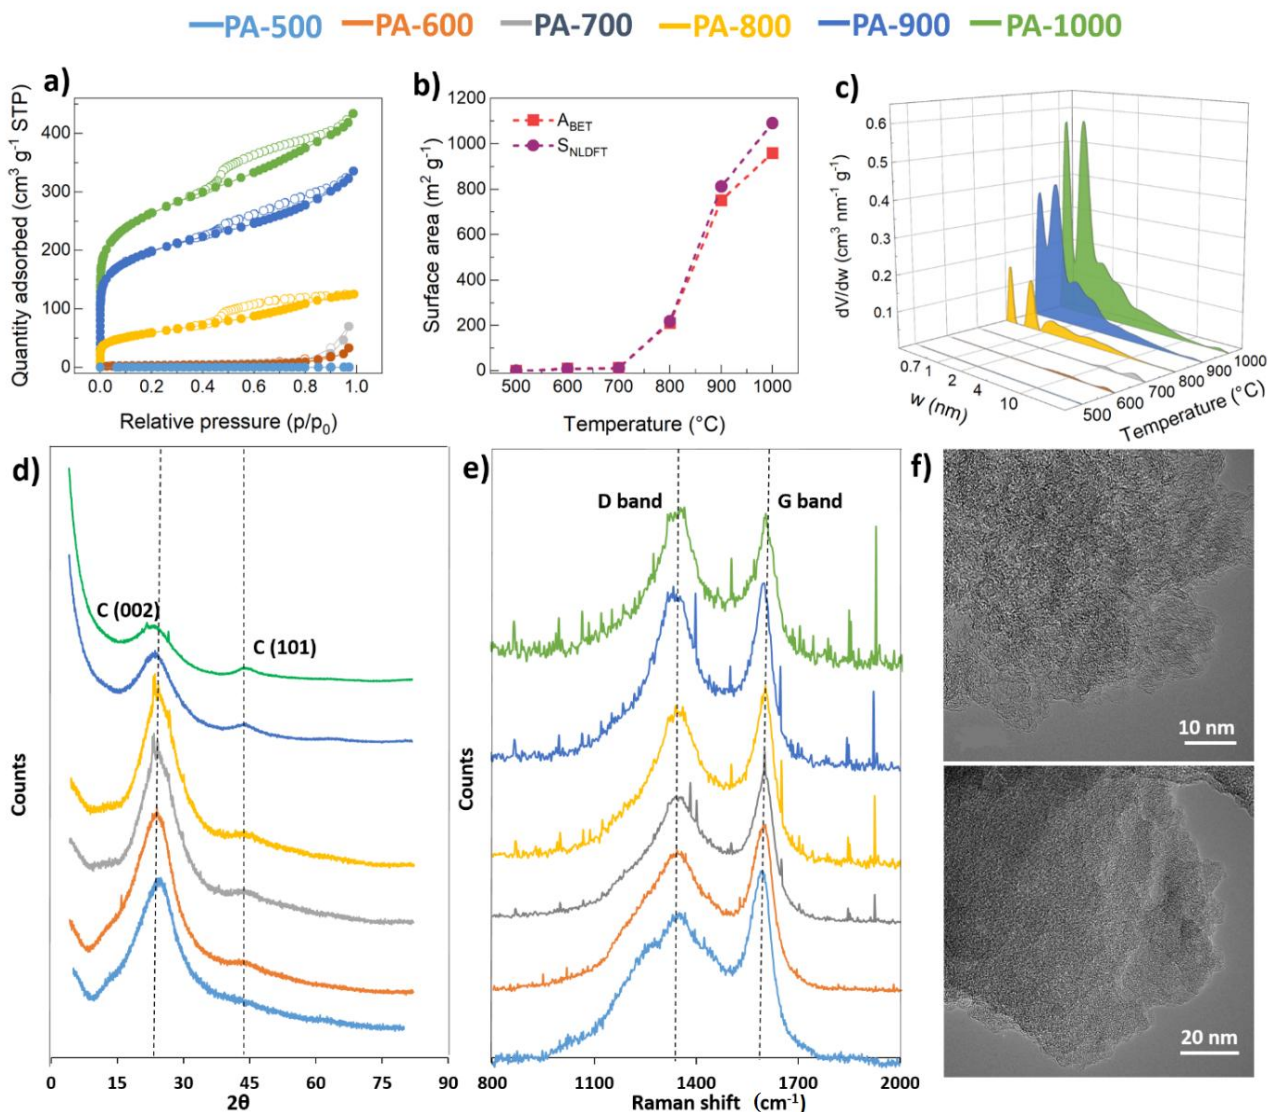 PA-500 PA-600 PA-700 PA-800 PA-900 PA-1000
a)
Quantity adsorbed (cm³ g⁻¹ STP)
400
300
200
100
0
0.0 0.2 0.4 0.6 0.8 1.0
Relative pressure (p/p₀)
b)
Surface area (m² g⁻¹)
1200
1000
800
600
400
200
0
A_BET
S_NLDFT
500 600 700 800 900 1000
Temperature (°C)
c)
dV/dw (cm³ nm⁻¹ g⁻¹)
0.6
0.5
0.4
0.3
0.2
0.1
0.7 1 2 4 10
w (nm)
500 600 700 800 900 1000
Temperature (°C)
d)
C (002)
C (101)
Counts
0 15 30 45 60 75 90
2θ
e)
D band
G band
Counts
800 1100 1400 1700 2000
Raman shift (cm⁻¹)
f)
10 nm
20 nm